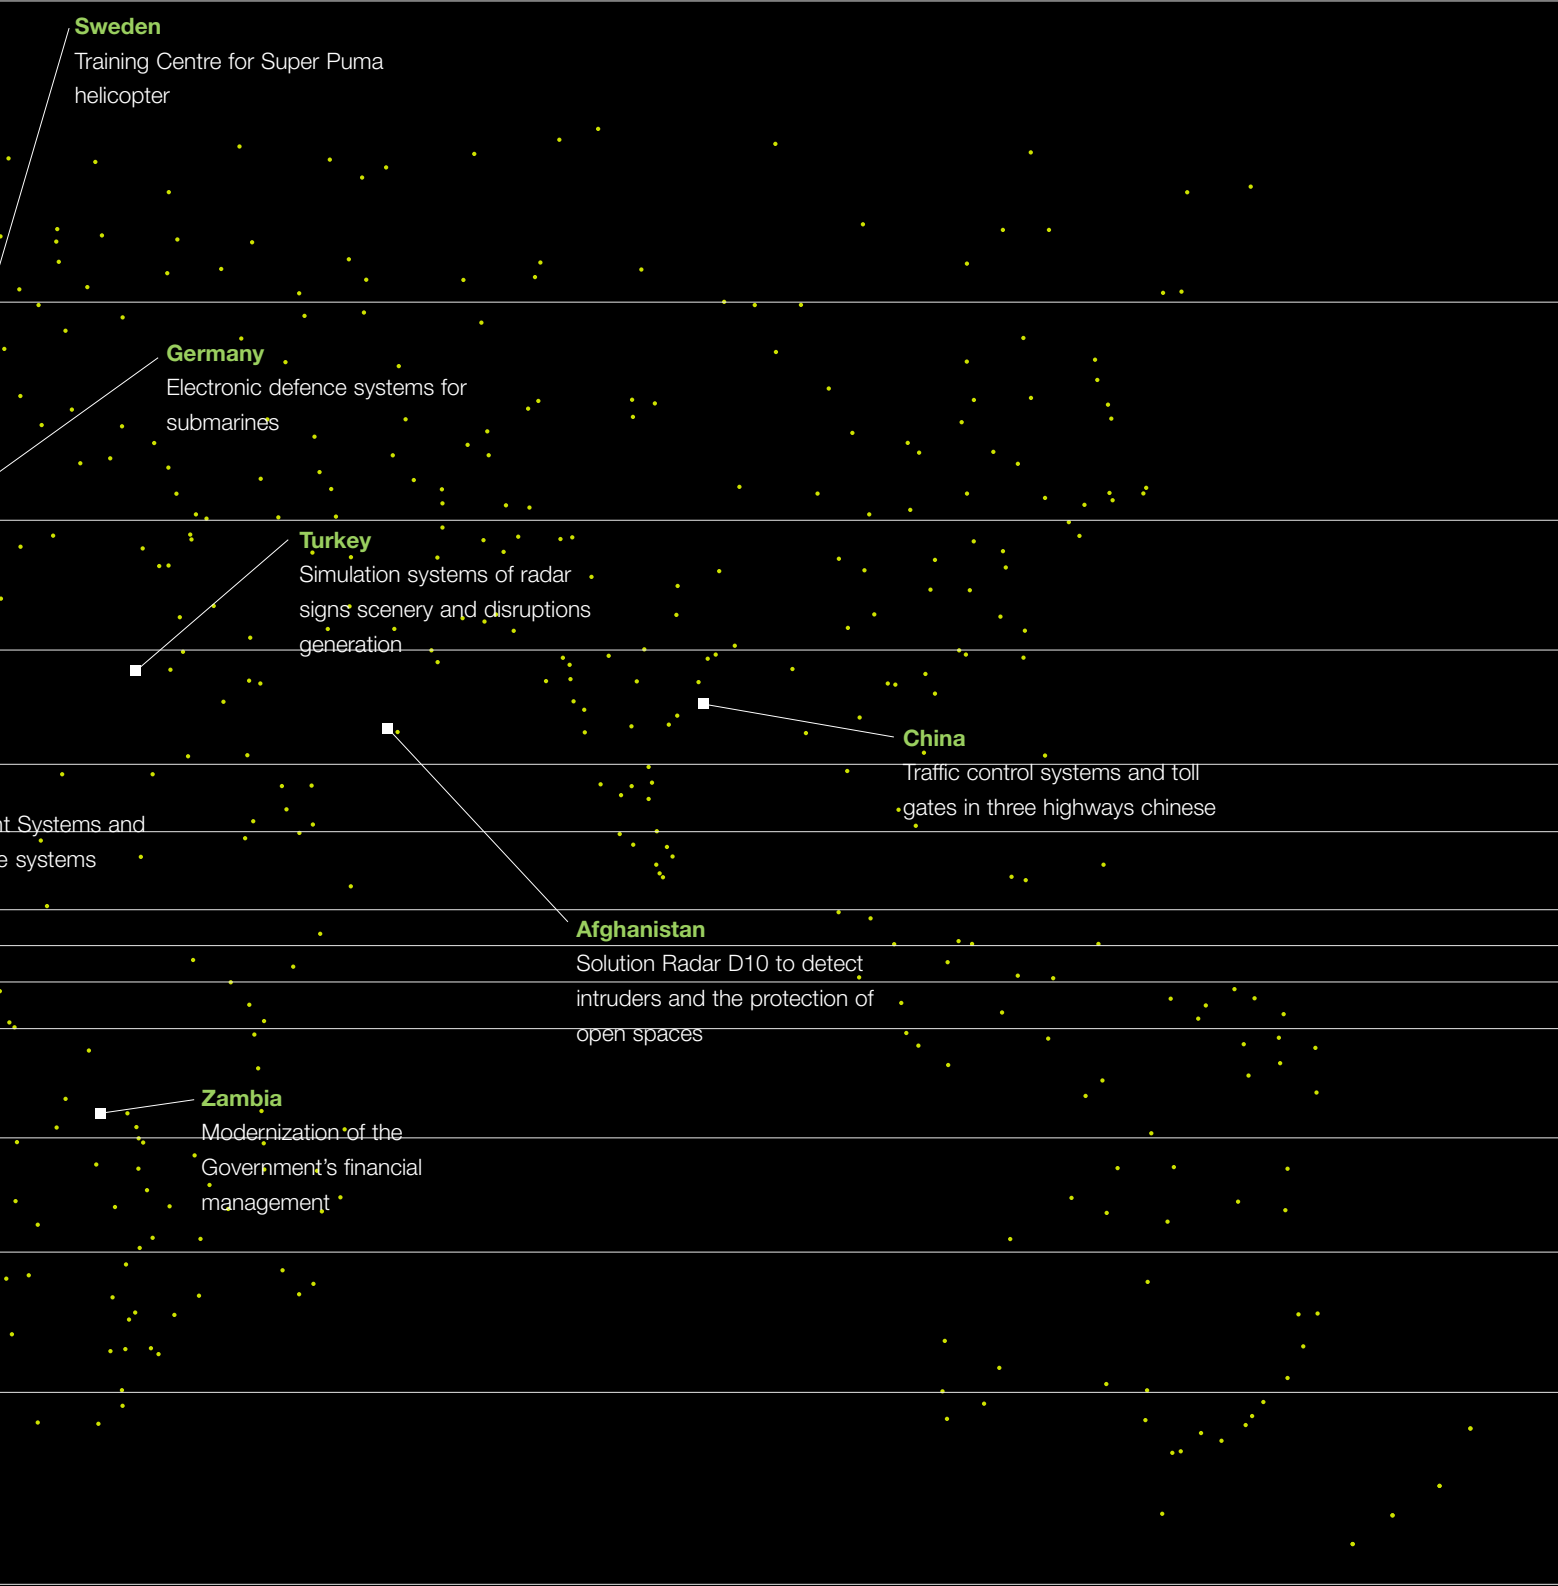 Sweden
Training Centre for Super Puma
helicopter
Germany
Electronic defence systems for
submarines
Turkey
Simulation systems of radar
signs scenery and disruptions
generation
China
Traffic control systems and toll
gates in three highways chinese
Systems and
systems
Afghanistan
Solution Radar D10 to detect
intruders and the protection of
open spaces
Zambia
Modernization of the
Government’s financial
management